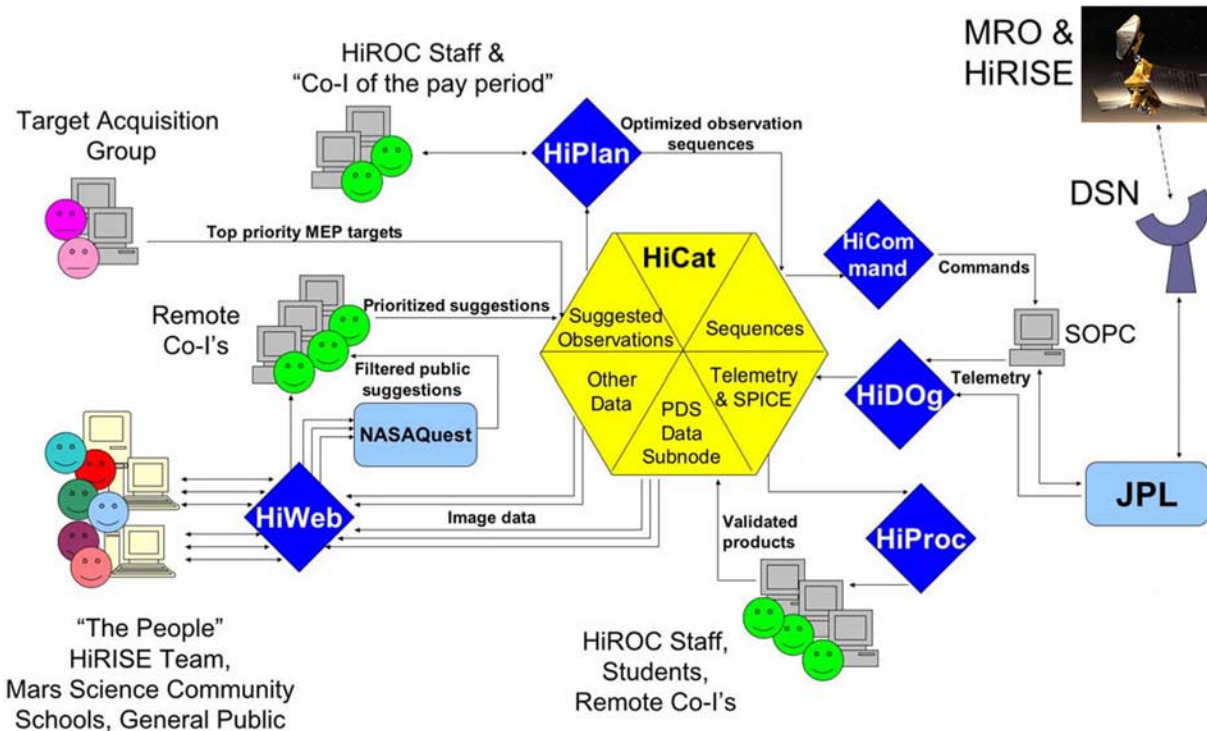 MRO &
HiRISE
HiROC Staff &
“Co-I of the pay period”
Target Acquisition
Group
HiPlan
Optimized observation
sequences
DSN
Top priority MEP targets
HiCat
HiCom
mand
Commands
Remote
Co-I’s
Prioritized suggestions
Suggested
Observations
Sequences
SOPC
Filtered public
suggestions
Other
Data
Telemetry
& SPICE
HiDOg
Telemetry
NASAQuest
PDS
Data
Subnode
JPL
HiWeb
Image data
Validated
products
HiProc
“The People”
HiRISE Team,
Mars Science Community
Schools, General Public
HiROC Staff,
Students,
Remote Co-I’s